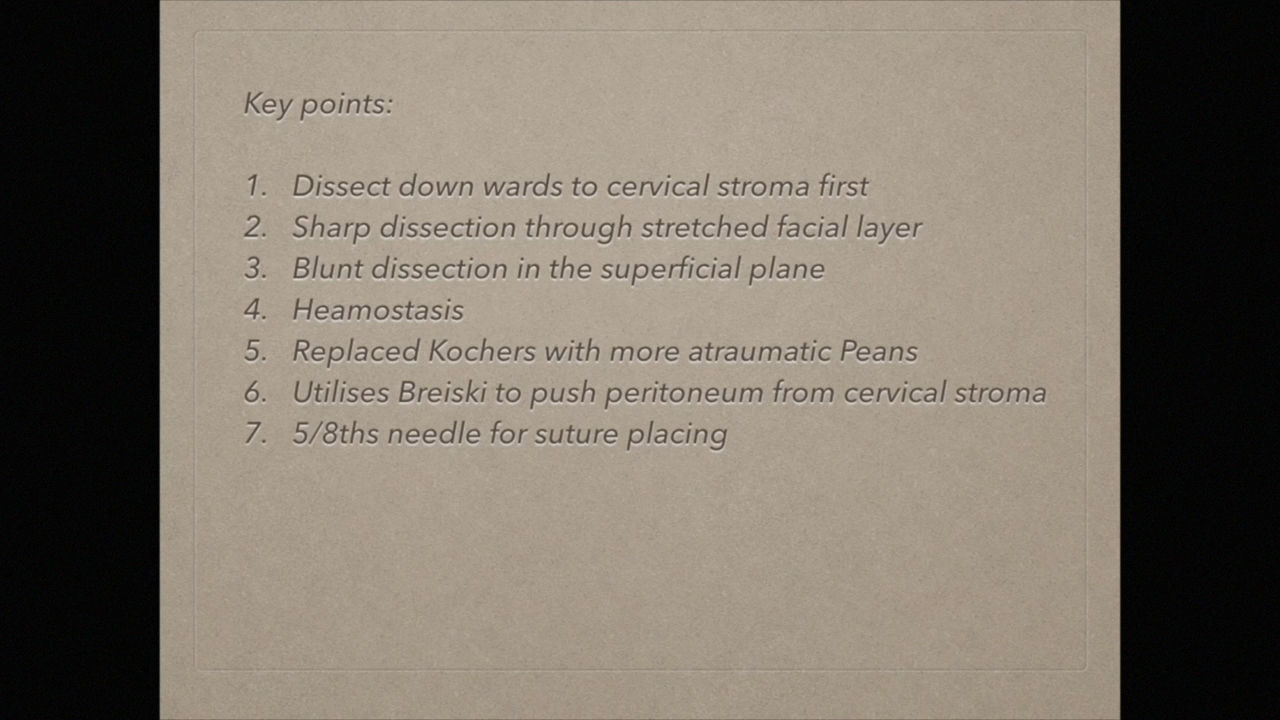 Key points:
1. Dissect down wards to cervical stroma first
2. Sharp dissection through stretched facial layer
3. Blunt dissection in the superficial plane
4. Heamostasis
5. Replaced Kochers with more atraumatic Peans
6. Utilises Breiski to push peritoneum from cervical stroma
7. 5/8ths needle for suture placing